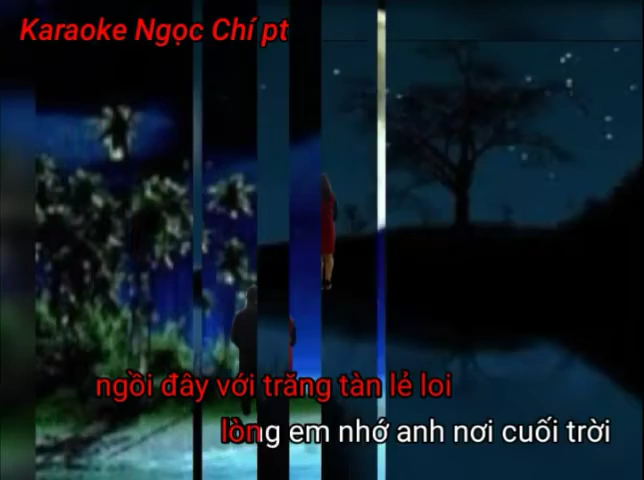 Karaoke Ngọc Chí pt
ngồi đây với trăng tàn lẻ loi
lòng em nhớ anh nơi cuối trời